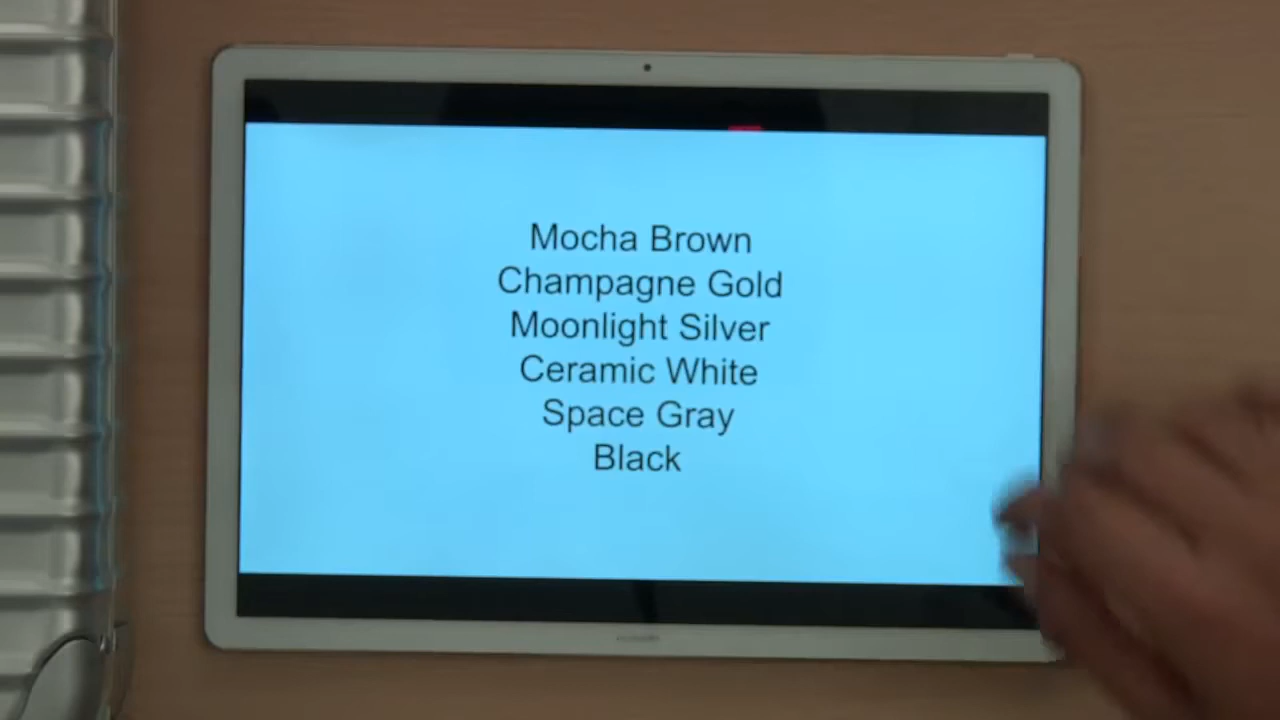 Mocha Brown
Champagne Gold
Moonlight Silver
Ceramic White
Space Gray
Black